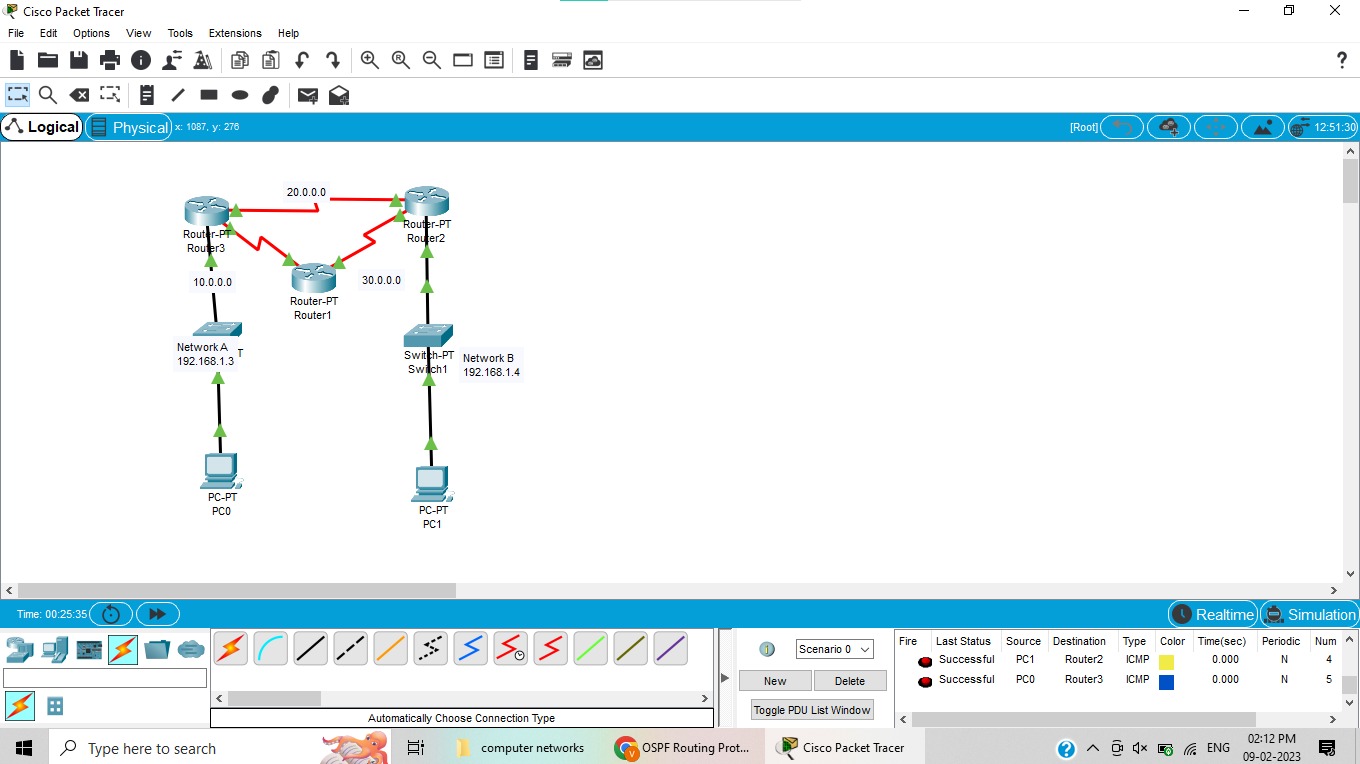 Cisco Packet Tracer
File Edit Options View Tools Extensions Help
Logical Physical x: 1087, y: 276 [Root] 12:51:30
20.0.0.0
Router-PT
Router3
Router-PT
Router2
10.0.0.0
30.0.0.0
Router-PT
Router1
Network A
192.168.1.3
T
Switch-PT
Switch1
Network B
192.168.1.4
PC-PT
PC0
PC-PT
PC1
Time: 00:25:35 Realtime Simulation
Scenario 0
New Delete
Toggle PDU List Window
Automatically Choose Connection Type
Fire Last Status Source Destination Type Color Time(sec) Periodic Num
Successful PC1 Router2 ICMP 0.000 N 4
Successful PC0 Router3 ICMP 0.000 N 5
Type here to search
computer networks
OSPF Routing Prot...
Cisco Packet Tracer
ENG
02:12 PM
09-02-2023